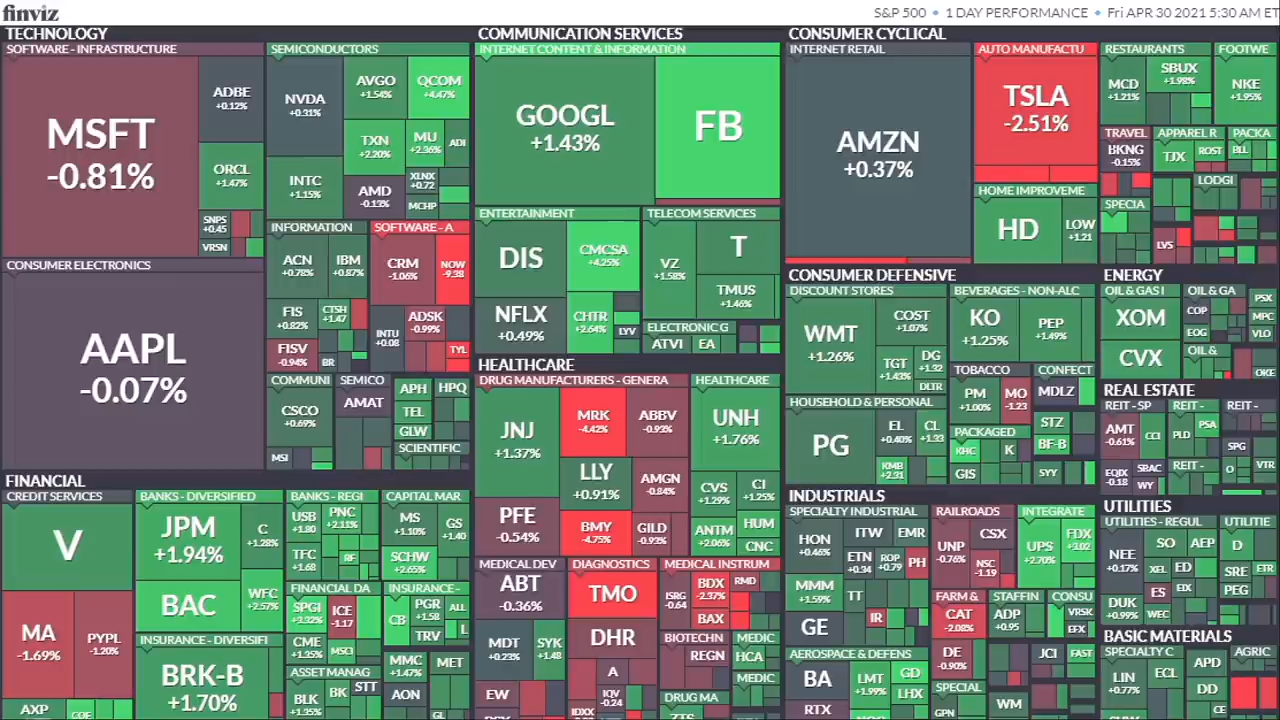 finviz
S&P 500 • 1 DAY PERFORMANCE • Fri APR 30 2021 5:30 AM ET
TECHNOLOGY
SOFTWARE - INFRASTRUCTURE
MSFT
-0.81%
ADBE
+0.12%
ORCL
+1.47%
SNPS
+0.45
VRSN
CONSUMER ELECTRONICS
AAPL
-0.07%
SEMICONDUCTORS
NVDA
+0.31%
AVGO
+1.54%
QCOM
+4.47%
TXN
+2.20%
MU
+2.36%
ADI
INTC
+1.15%
AMD
-0.13%
XLNX
+0.72
MCHP
INFORMATION
ACN
+0.78%
IBM
+0.87%
FIS
+0.82%
CTSH
+1.47
FISV
-0.94%
BR
SOFTWARE - A
CRM
-1.06%
NOW
-9.38
INTU
+0.08
ADSK
-0.99%
TYL
COMMUNI
CSCO
+0.69%
MSI
SEMICO
AMAT
APH
HPQ
TEL
GLW
SCIENTIFIC
COMMUNICATION SERVICES
INTERNET CONTENT & INFORMATION
GOOGL
+1.43%
FB
ENTERTAINMENT
DIS
CMCSA
+4.25%
NFLX
+0.49%
CHTR
+2.64%
LYV
TELECOM SERVICES
VZ
+1.58%
T
TMUS
+1.46%
ELECTRONIC G
ATVI
EA
CONSUMER CYCLICAL
INTERNET RETAIL
AMZN
+0.37%
AUTO MANUFACTU
TSLA
-2.51%
HOME IMPROVEME
HD
LOW
+1.21
RESTAURANTS
MCD
+1.21%
SBUX
+1.98%
FOOTWE
NKE
+1.95%
TRAVEL
BKNG
-0.15%
APPAREL R
TJX
ROST
PACKA
BLL
LODGI
SPECIA
LVS
CONSUMER DEFENSIVE
DISCOUNT STORES
WMT
+1.26%
COST
+1.07%
TGT
+1.43%
DG
+1.32
DLTR
BEVERAGES - NON-ALC
KO
+1.25%
PEP
+1.49%
TOBACCO
PM
+1.00%
MO
-1.23
CONFECT
MDLZ
HOUSEHOLD & PERSONAL
PG
EL
+0.40%
CL
+1.33
KMB
+2.31
PACKAGED
KHC
K
GIS
STZ
BF-B
SYY
ENERGY
OIL & GAS I
XOM
CVX
OIL & GA
COP
EOG
OIL &
PSX
MPC
VLO
OKE
REAL ESTATE
REIT - SP
AMT
-0.61%
CCI
EQIX
-0.18
SBAC
WY
REIT -
PLD
PSA
REIT -
REIT -
SPG
O
VTR
HEALTHCARE
DRUG MANUFACTURERS - GENERA
JNJ
+1.37%
MRK
-4.42%
ABBV
-0.93%
LLY
+0.91%
AMGN
-0.84%
PFE
-0.54%
BMY
-4.75%
GILD
-0.93%
HEALTHCARE
UNH
+1.76%
CVS
+1.29%
CI
+1.25%
ANTM
+2.06%
HUM
CNC
MEDICAL DEV
ABT
-0.36%
MDT
+0.23%
SYK
+1.48
EW
DIAGNOSTICS
TMO
DHR
A
IQV
-0.24
IDXX
MEDICAL INSTRUM
ISRG
-0.64
BDX
-2.37%
RMD
BAX
BIOTECHN
REGN
MEDIC
HCA
MEDIC
DRUG MA
ZTS
FINANCIAL
CREDIT SERVICES
V
MA
-1.69%
PYPL
-1.20%
AXP
COF
BANKS - DIVERSIFIED
JPM
+1.94%
C
+1.28%
BAC
WFC
+2.57%
INSURANCE - DIVERSIFI
BRK-B
+1.70%
BANKS - REGI
USB
+1.80
PNC
+2.11%
TFC
+1.68
RF
CAPITAL MAR
MS
+1.10%
GS
+1.40
SCHW
+2.65%
FINANCIAL DA
SPGI
+3.32%
ICE
-1.17
CME
+1.35%
MSCI
INSURANCE -
CB
PGR
+1.58
ALL
TRV
L
ASSET MANAG
BLK
+1.35%
BK
STT
MMC
+1.47%
MET
AON
GL
INDUSTRIALS
SPECIALTY INDUSTRIAL
HON
+0.46%
ITW
EMR
ETN
+0.34
ROP
+0.79
PH
MMM
+1.59%
TT
IR
GE
RAILROADS
UNP
-0.76%
CSX
NSC
-1.19
INTEGRATE
UPS
+2.70%
FDX
+3.02
FARM &
CAT
-2.08%
DE
-0.90%
STAFFIN
ADP
+0.95
CONSU
VRSK
EFX
AEROSPACE & DEFENS
BA
LMT
+1.99%
GD
LHX
RTX
NOC
JCI
FAST
SPECIAL
GPN
WM
UTILITIES
UTILITIES - REGUL
NEE
+0.17%
SO
AEP
XEL
ED
EIX
DUK
+0.99%
ES
WEC
UTILITIE
D
SRE
ETR
PEG
BASIC MATERIALS
SPECIALTY C
LIN
+0.77%
ECL
APD
DD
CE
AGRIC